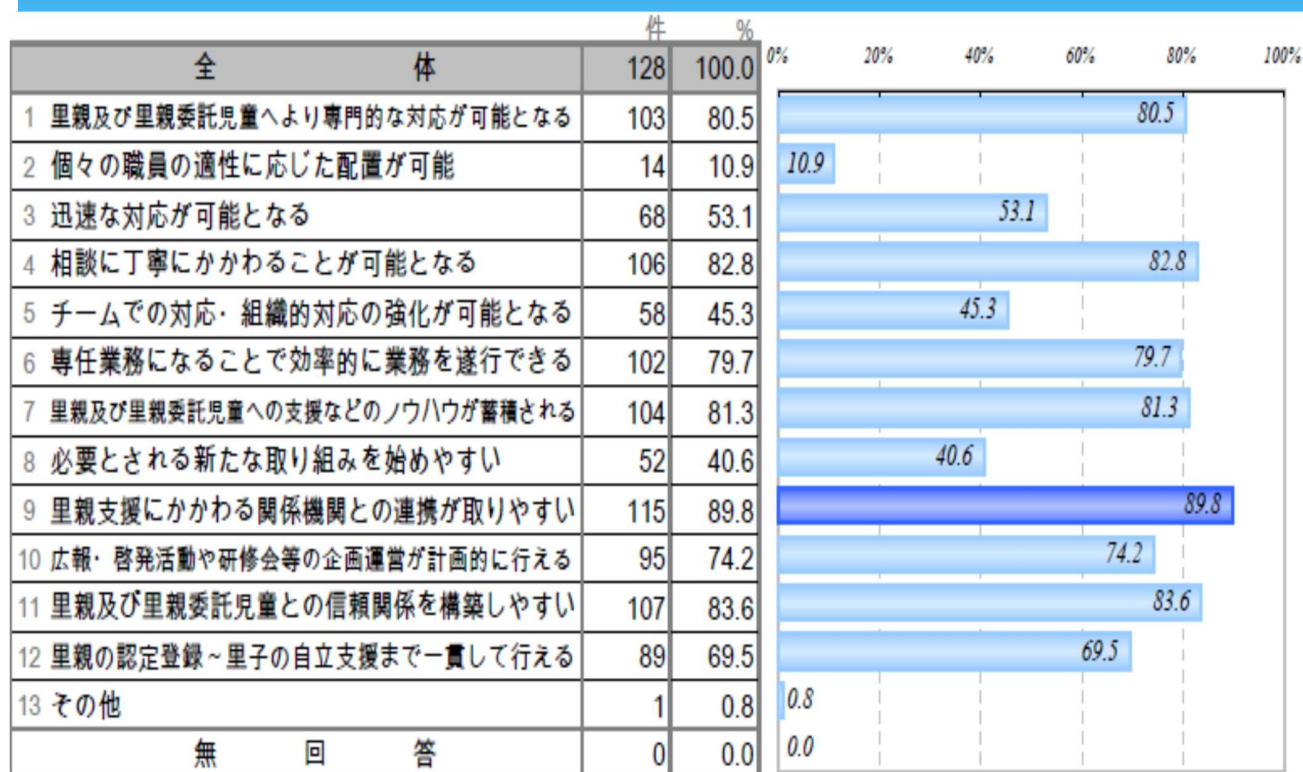 件 %
全体 128 100.0
0% 20% 40% 60% 80% 100%
1 里親及び里親委託児童へより専門的な対応が可能となる 103 80.5 80.5
2 個々の職員の適性に応じた配置が可能 14 10.9 10.9
3 迅速な対応が可能となる 68 53.1 53.1
4 相談に丁寧にかかわることが可能となる 106 82.8 82.8
5 チームでの対応・組織的対応の強化が可能となる 58 45.3 45.3
6 専任業務になることで効率的に業務を遂行できる 102 79.7 79.7
7 里親及び里親委託児童への支援などのノウハウが蓄積される 104 81.3 81.3
8 必要とされる新たな取り組みを始めやすい 52 40.6 40.6
9 里親支援にかかわる関係機関との連携が取りやすい 115 89.8 89.8
10 広報・啓発活動や研修会等の企画運営が計画的に行える 95 74.2 74.2
11 里親及び里親委託児童との信頼関係を構築しやすい 107 83.6 83.6
12 里親の認定登録～里子の自立支援まで一貫して行える 89 69.5 69.5
13 その他 1 0.8 0.8
無回答 0 0.0 0.0